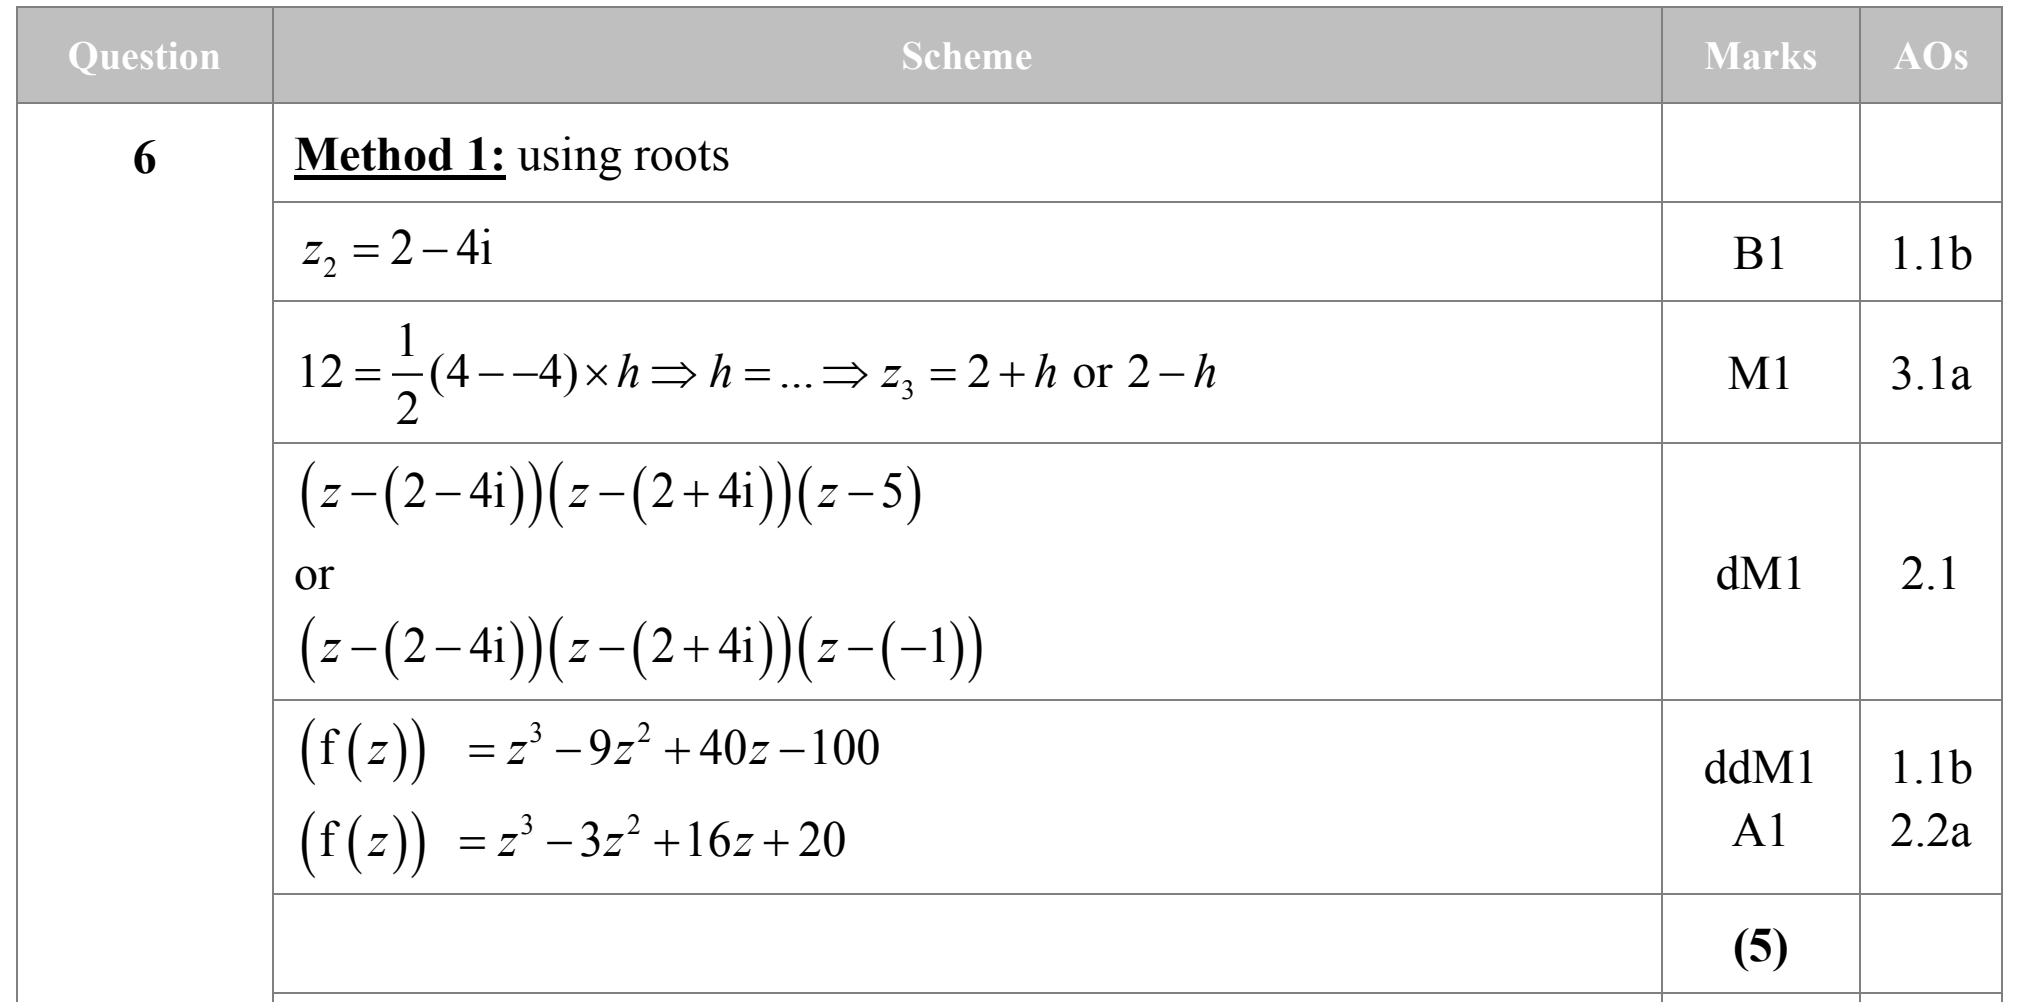 Question Scheme Marks AOs
6 Method 1: using roots
z₂ = 2 − 4i B1 1.1b
12 = 1/2 (4 − −4) × h ⇒ h = ... ⇒ z₃ = 2 + h or 2 − h M1 3.1a
(z − (2 − 4i))(z − (2 + 4i))(z − 5)
or dM1 2.1
(z − (2 − 4i))(z − (2 + 4i))(z − (−1))
(f(z)) = z³ − 9z² + 40z − 100 ddM1 1.1b
(f(z)) = z³ − 3z² + 16z + 20 A1 2.2a
(5)